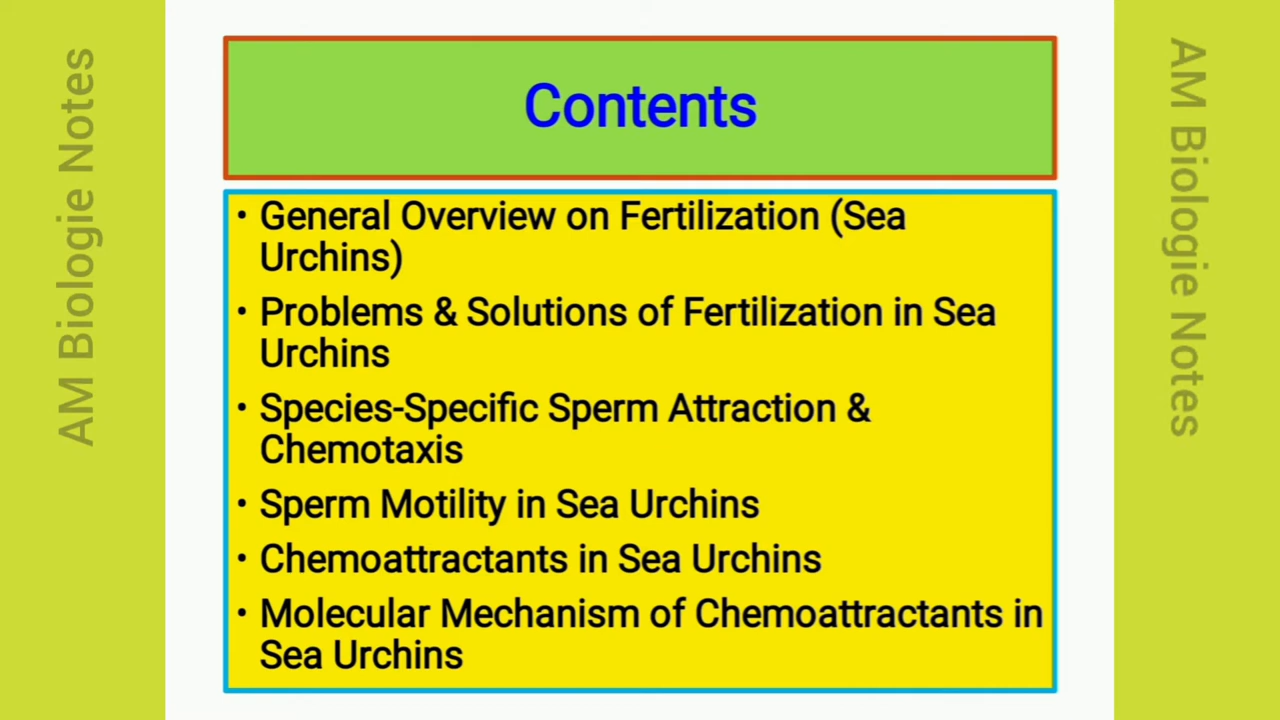 AM Biologie Notes
Contents
• General Overview on Fertilization (Sea
Urchins)
• Problems & Solutions of Fertilization in Sea
Urchins
• Species-Specific Sperm Attraction &
Chemotaxis
• Sperm Motility in Sea Urchins
• Chemoattractants in Sea Urchins
• Molecular Mechanism of Chemoattractants in
Sea Urchins
AM Biologie Notes